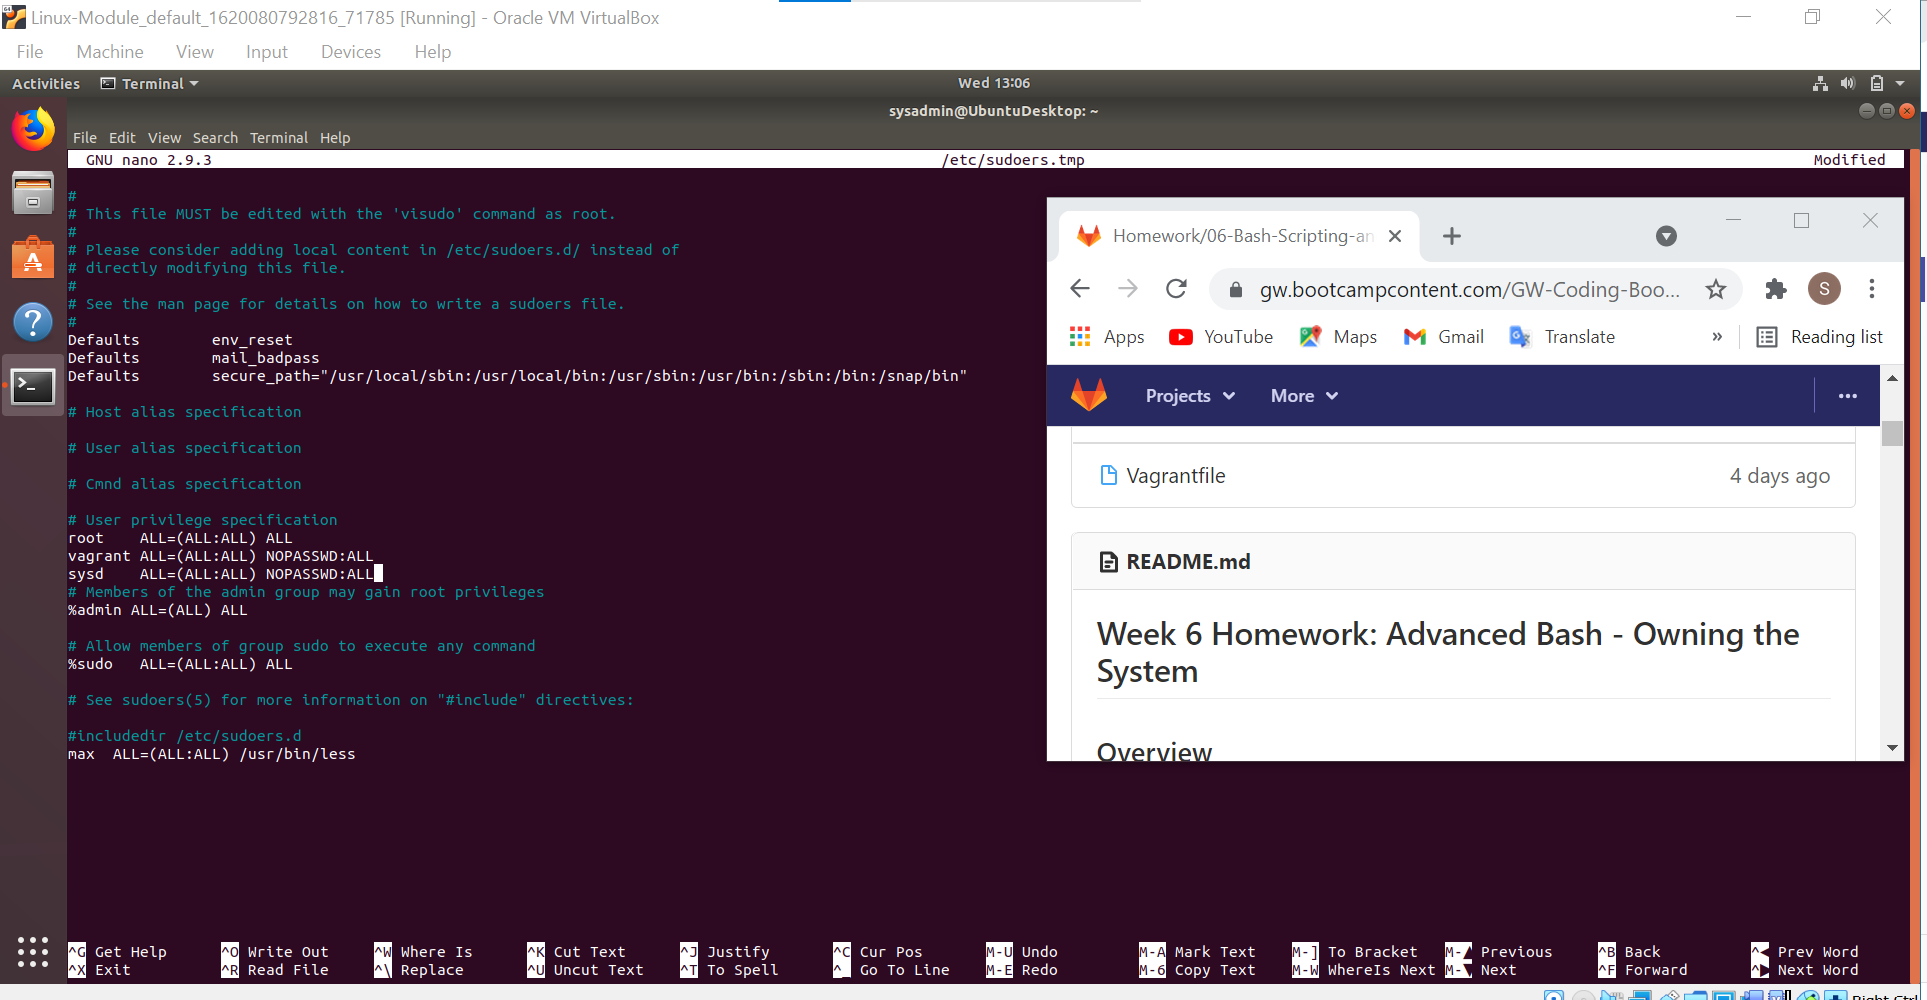 Linux-Module_default_1620080792816_71785 [Running] - Oracle VM VirtualBox
File Machine View Input Devices Help
Activities Terminal Wed 13:06
sysadmin@UbuntuDesktop: ~
File Edit View Search Terminal Help
GNU nano 2.9.3 /etc/sudoers.tmp Modified
#
# This file MUST be edited with the 'visudo' command as root.
#
# Please consider adding local content in /etc/sudoers.d/ instead of
# directly modifying this file.
#
# See the man page for details on how to write a sudoers file.
#
Defaults env_reset
Defaults mail_badpass
Defaults secure_path="/usr/local/sbin:/usr/local/bin:/usr/sbin:/usr/bin:/sbin:/bin:/snap/bin"
# Host alias specification
# User alias specification
# Cmnd alias specification
# User privilege specification
root ALL=(ALL:ALL) ALL
vagrant ALL=(ALL:ALL) NOPASSWD:ALL
sysd ALL=(ALL:ALL) NOPASSWD:ALL
# Members of the admin group may gain root privileges
%admin ALL=(ALL) ALL
# Allow members of group sudo to execute any command
%sudo ALL=(ALL:ALL) ALL
# See sudoers(5) for more information on "#include" directives:
#includedir /etc/sudoers.d
max ALL=(ALL:ALL) /usr/bin/less
Homework/06-Bash-Scripting-an
gw.bootcampcontent.com/GW-Coding-Boo... S
Apps YouTube Maps Gmail Translate » Reading list
Projects More
Vagrantfile 4 days ago
README.md
Week 6 Homework: Advanced Bash - Owning the
System
Overview
^G Get Help ^O Write Out ^W Where Is ^K Cut Text ^J Justify ^C Cur Pos M-U Undo M-A Mark Text M-] To Bracket M-▲ Previous ^B Back ^◀ Prev Word
^X Exit ^R Read File ^\ Replace ^U Uncut Text ^T To Spell ^_ Go To Line M-E Redo M-6 Copy Text M-W WhereIs Next M-▼ Next ^F Forward ^▶ Next Word
Right Ctrl